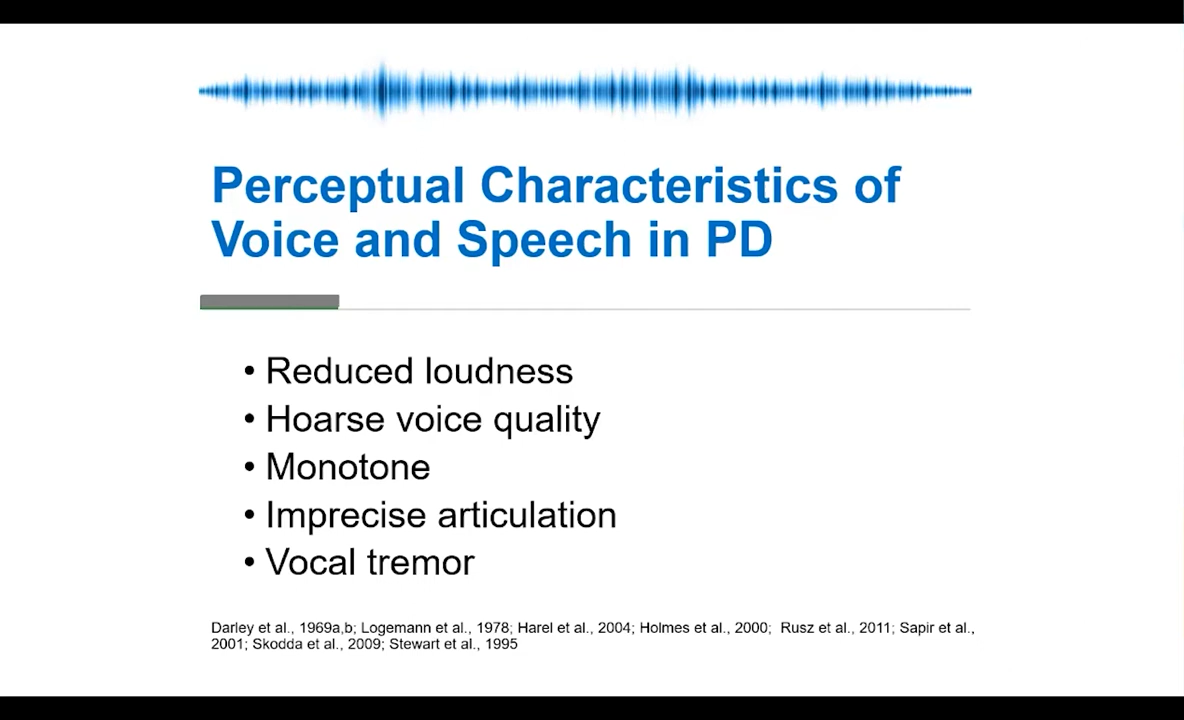 Perceptual Characteristics of
Voice and Speech in PD
• Reduced loudness
• Hoarse voice quality
• Monotone
• Imprecise articulation
• Vocal tremor
Darley et al., 1969a,b; Logemann et al., 1978; Harel et al., 2004; Holmes et al., 2000;  Rusz et al., 2011; Sapir et al.,
2001; Skodda et al., 2009; Stewart et al., 1995